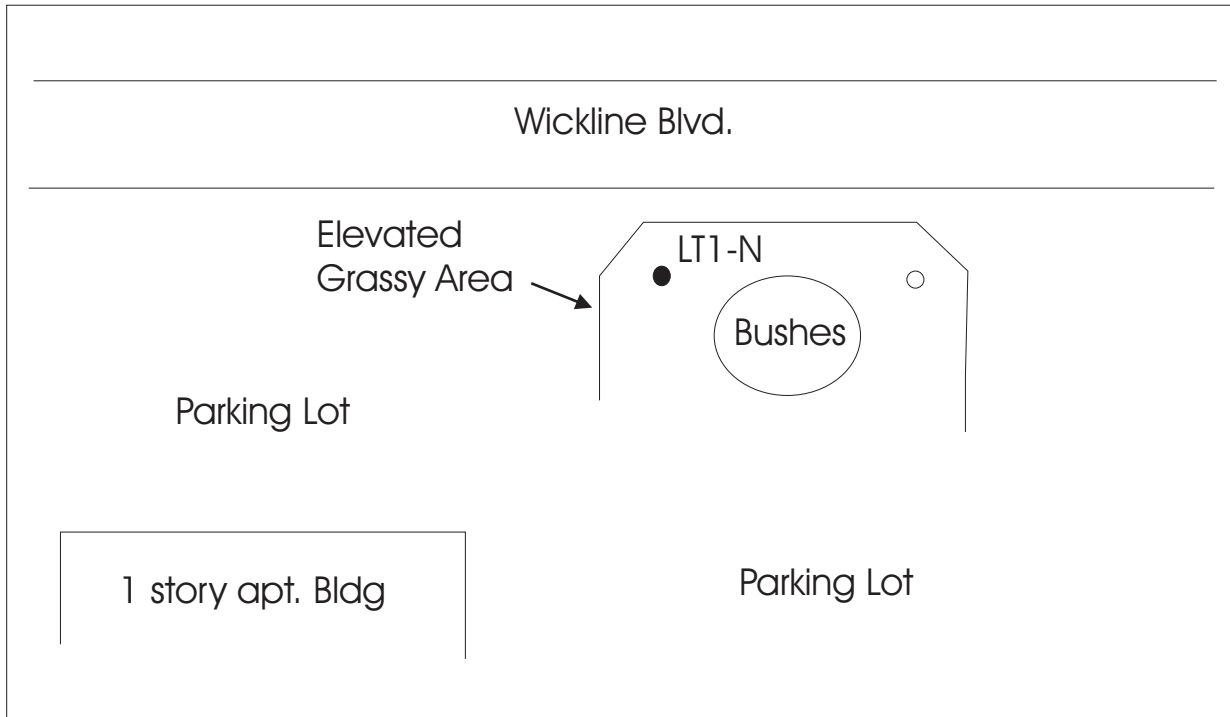 Wickline Blvd.
Elevated
Grassy Area
LT1-N
Bushes
Parking Lot
1 story apt. Bldg
Parking Lot